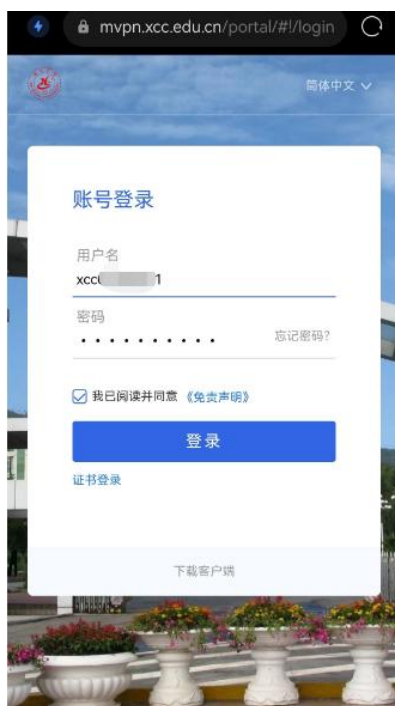 mvpn.xcc.edu.cn/portal/#!/login
简体中文
账号登录
用户名
xcc 1
密码
忘记密码?
我已阅读并同意 《免责声明》
登录
证书登录
下载客户端